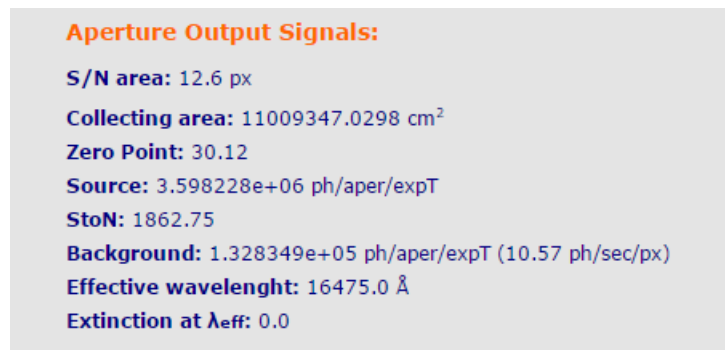 Aperture Output Signals:
S/N area: 12.6 px
Collecting area: 11009347.0298 cm²
Zero Point: 30.12
Source: 3.598228e+06 ph/aper/expT
StoN: 1862.75
Background: 1.328349e+05 ph/aper/expT (10.57 ph/sec/px)
Effective wavelenght: 16475.0 Å
Extinction at λeff: 0.0